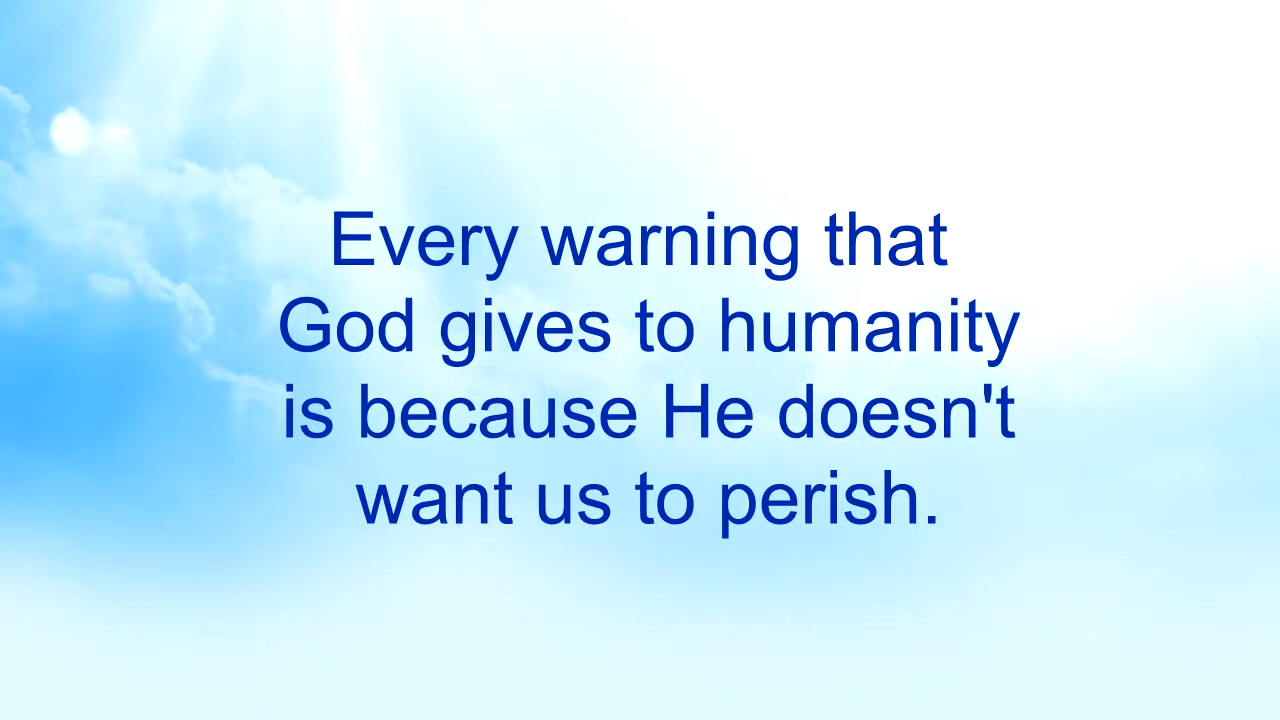 Every warning that
God gives to humanity
is because He doesn't
want us to perish.